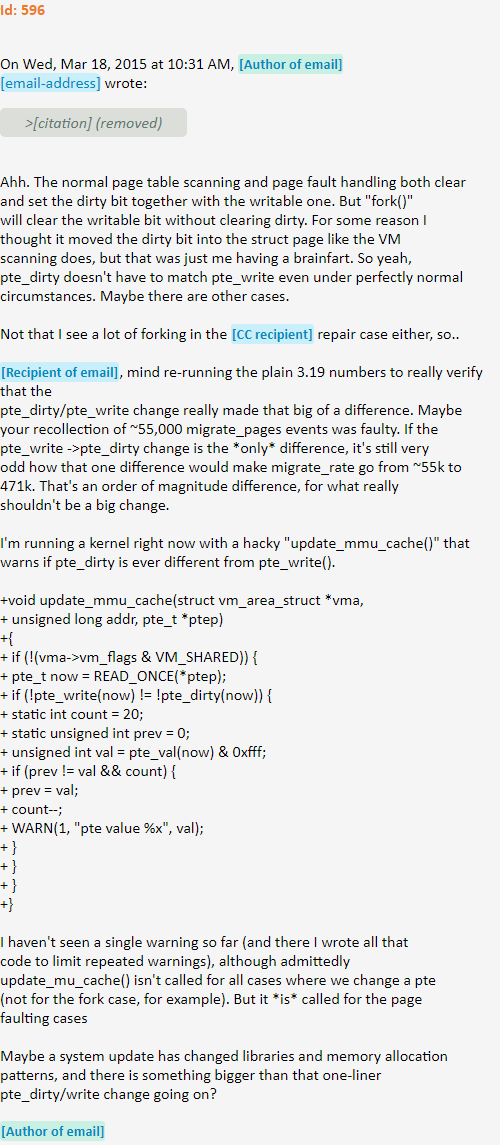 Id: 596
On Wed, Mar 18, 2015 at 10:31 AM, [Author of email]
[email-address] wrote:
>[citation] (removed)
Ahh. The normal page table scanning and page fault handling both clear
and set the dirty bit together with the writable one. But "fork()"
will clear the writable bit without clearing dirty. For some reason I
thought it moved the dirty bit into the struct page like the VM
scanning does, but that was just me having a brainfart. So yeah,
pte_dirty doesn't have to match pte_write even under perfectly normal
circumstances. Maybe there are other cases.
Not that I see a lot of forking in the [CC recipient] repair case either, so..
[Recipient of email], mind re-running the plain 3.19 numbers to really verify
that the
pte_dirty/pte_write change really made that big of a difference. Maybe
your recollection of ~55,000 migrate_pages events was faulty. If the
pte_write ->pte_dirty change is the *only* difference, it's still very
odd how that one difference would make migrate_rate go from ~55k to
471k. That's an order of magnitude difference, for what really
shouldn't be a big change.
I'm running a kernel right now with a hacky "update_mmu_cache()" that
warns if pte_dirty is ever different from pte_write().
+void update_mmu_cache(struct vm_area_struct *vma,
+ unsigned long addr, pte_t *ptep)
+{
+ if (!(vma->vm_flags & VM_SHARED)) {
+ pte_t now = READ_ONCE(*ptep);
+ if (!pte_write(now) != !pte_dirty(now)) {
+ static int count = 20;
+ static unsigned int prev = 0;
+ unsigned int val = pte_val(now) & 0xfff;
+ if (prev != val && count) {
+ prev = val;
+ count--;
+ WARN(1, "pte value %x", val);
+ }
+ }
+ }
+}
I haven't seen a single warning so far (and there I wrote all that
code to limit repeated warnings), although admittedly
update_mu_cache() isn't called for all cases where we change a pte
(not for the fork case, for example). But it *is* called for the page
faulting cases
Maybe a system update has changed libraries and memory allocation
patterns, and there is something bigger than that one-liner
pte_dirty/write change going on?
[Author of email]